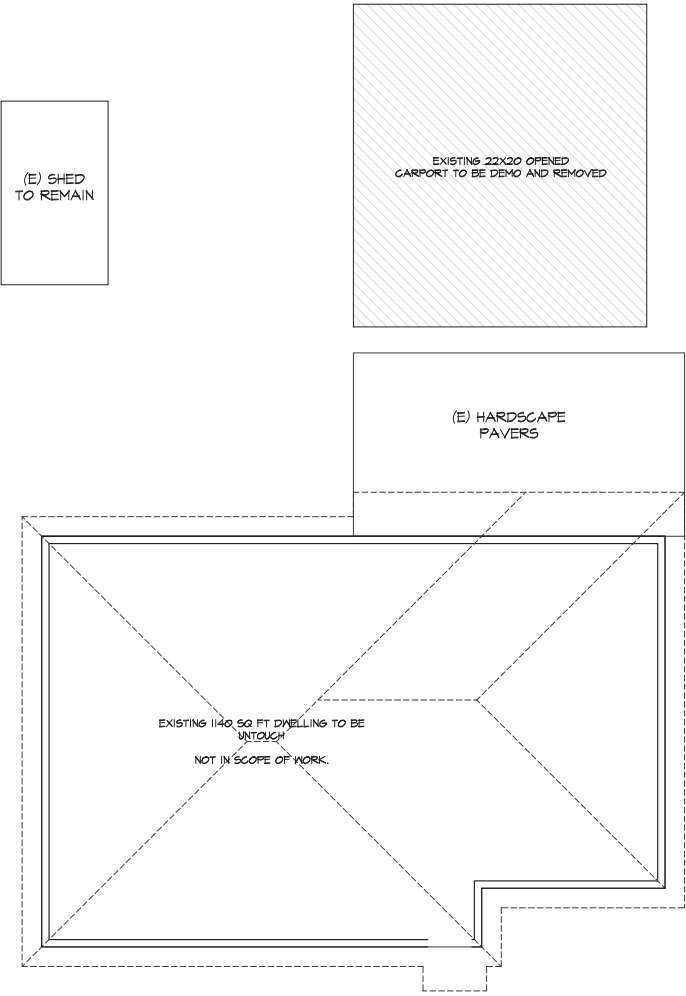 EXISTING 22X20 OPENED
CARPORT TO BE DEMO AND REMOVED
(E) SHED
TO REMAIN
(E) HARDSCAPE
PAVERS
EXISTING 1140 SQ FT DWELLING TO BE
UNTOUCH
NOT IN SCOPE OF WORK.